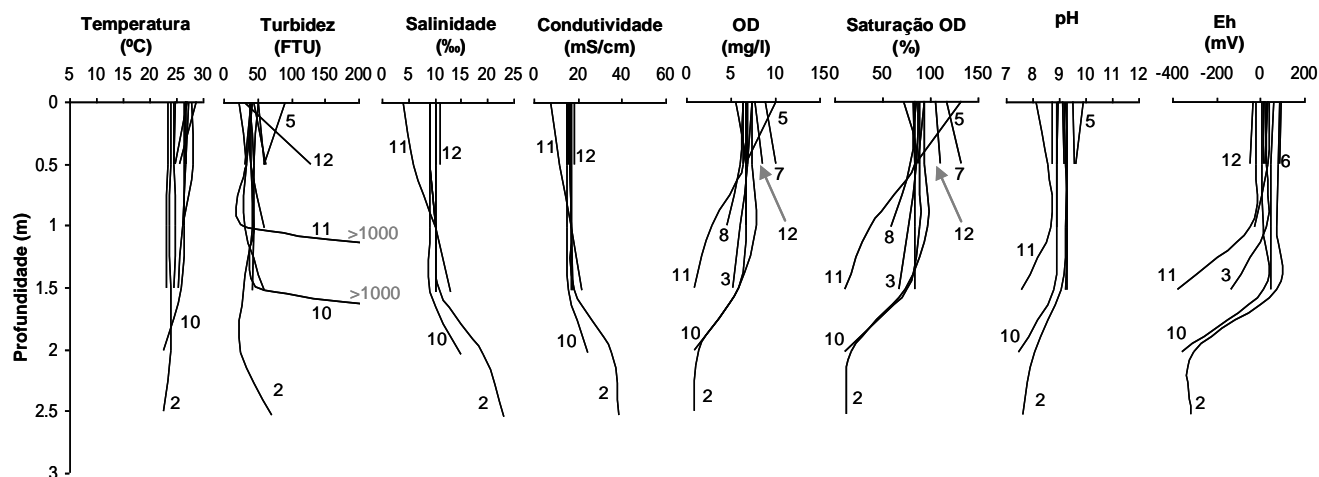 Temperatura Turbidez Salinidade Condutividade OD Saturação OD pH Eh
(ºC) (FTU) (‰) (mS/cm) (mg/l) (%) (mV)
5 10 15 20 25 30 0 50 100 150 200 0 5 10 15 20 25 0 20 40 60 0 5 10 150 50 100 150 7 8 9 10 11 12 -400 -200 0 200
0
5 5 5
0.5 12 11 12 11 12 7 7 12 6
Profundidade (m)
1 11 >1000 8 12 8 12 11
11 3 11 3 11 3
1.5 >1000
10 10 10 10 10 10 10 10
2
2 2 2 2 2 2 2 2
2.5
3